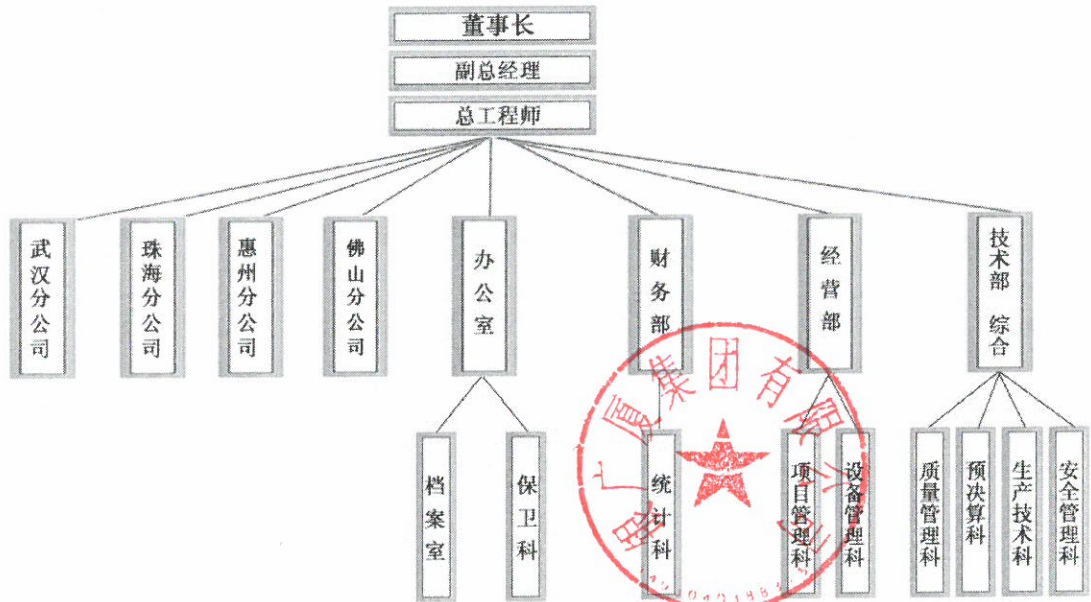 董事长
副总经理
总工程师
武汉分公司
珠海分公司
惠州分公司
佛山分公司
办公室
财务部
经营部
技术部 综合
档案室
保卫科
统计科
项目管理科
设备管理科
质量管理科
预决算科
生产技术科
安全管理科
广厦集团有限公司